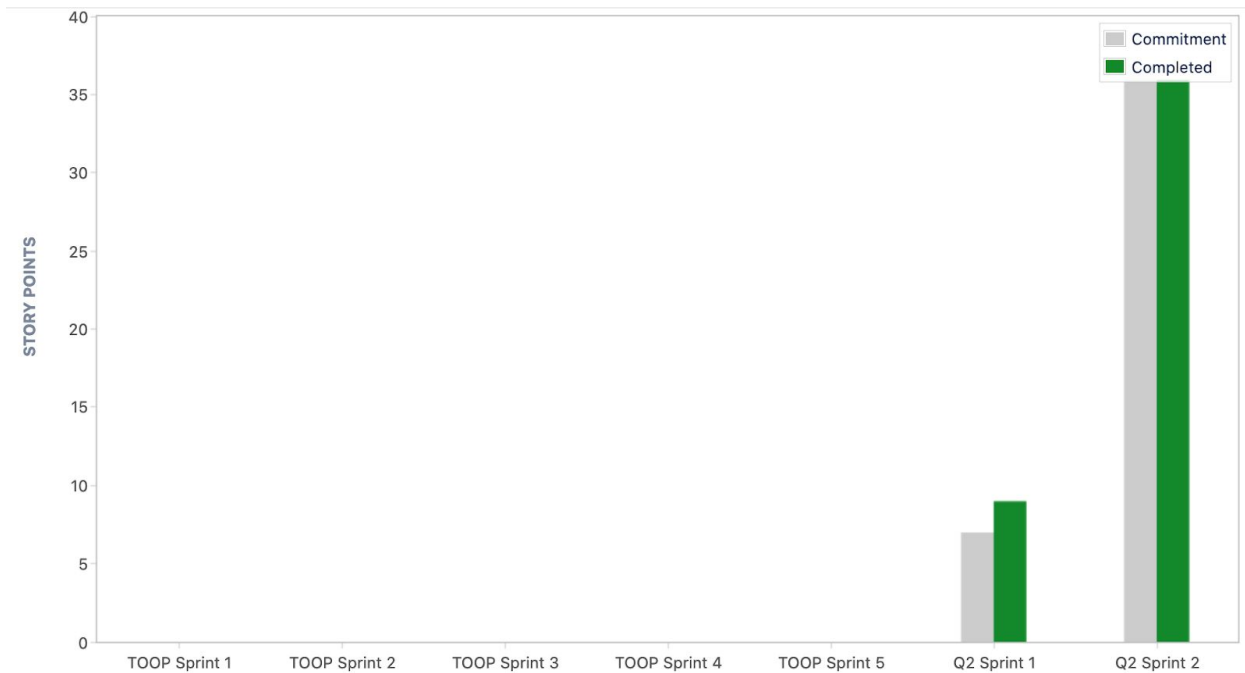 40
35
30
25
20
15
10
5
0
STORY POINTS
Commitment
Completed
TOOP Sprint 1
TOOP Sprint 2
TOOP Sprint 3
TOOP Sprint 4
TOOP Sprint 5
Q2 Sprint 1
Q2 Sprint 2